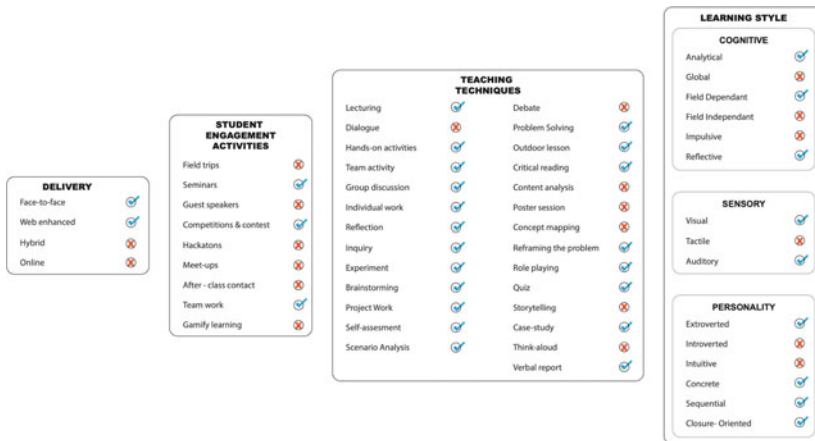 DELIVERY
Face-to-face
Web enhanced
Hybrid
Online
STUDENT
ENGAGEMENT
ACTIVITIES
Field trips
Seminars
Guest speakers
Competitions & contest
Hackatons
Meet-ups
After - class contact
Team work
Gamify learning
TEACHING
TECHNIQUES
Lecturing
Dialogue
Hands-on activities
Team activity
Group discussion
Individual work
Reflection
Inquiry
Experiment
Brainstorming
Project Work
Self-assesment
Scenario Analysis
Debate
Problem Solving
Outdoor lesson
Critical reading
Content analysis
Poster session
Concept mapping
Reframing the problem
Role playing
Quiz
Storytelling
Case-study
Think-aloud
Verbal report
LEARNING STYLE
COGNITIVE
Analytical
Global
Field Dependant
Field Independant
Impulsive
Reflective
SENSORY
Visual
Tactile
Auditory
PERSONALITY
Extroverted
Introverted
Intuitive
Concrete
Sequential
Closure- Oriented